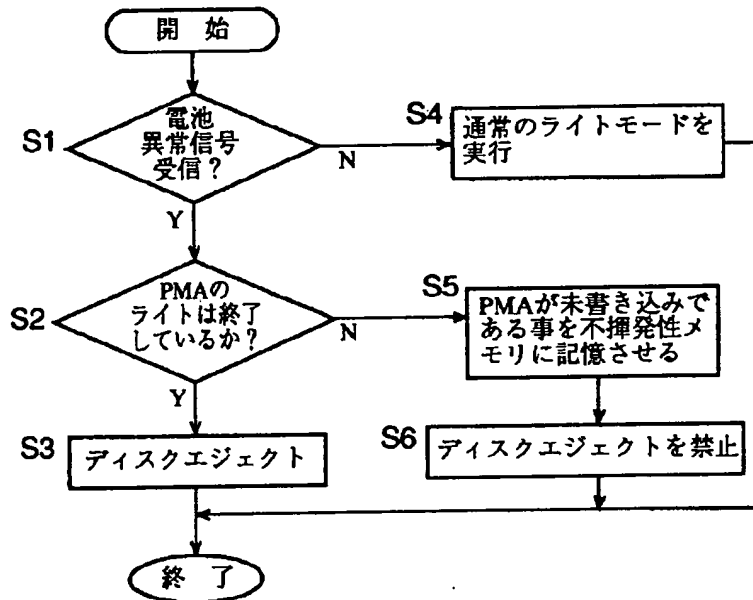 開始
S1
電池
異常信号
受信?
N
Y
S4
通常のライトモードを
実行
S2
PMAの
ライトは終了
しているか?
N
Y
S5
PMAが未書き込みで
ある事を不揮発性メ
モリに記憶させる
S3
ディスクエジェクト
S6
ディスクエジェクトを禁止
終了